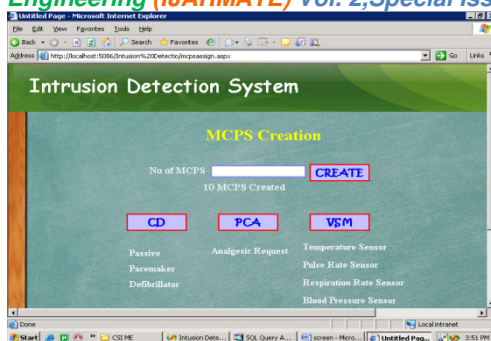 Engineering (IJARMATE) Vol. 2,Special Iss
Untitled Page - Microsoft Internet Explorer
File Edit View Favorites Tools Help
Back Search Favorites
Address http://localhost:5086/Intusion%20Detectio/mcpsassign.aspx Go Links
Intrusion Detection System
MCPS Creation
No of MCPS CREATE
10 MCPS Created
CD PCA VSM
Passive Analgesic Request Temperature Sensor
Pacemaker Pulse Rate Sensor
Defibrillator Respiration Rate Sensor
Blood Pressure Sensor
Done Local intranet
Start CSI ME Intusion Dete... SQL Query A... screen - Micro... Untitled Pag... 3:51 PM